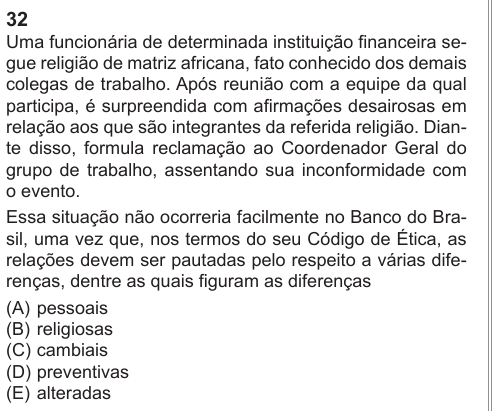 32
Uma funcionária de determinada instituição financeira se-
gue religião de matriz africana, fato conhecido dos demais
colegas de trabalho. Após reunião com a equipe da qual
participa, é surpreendida com afirmações desairosas em
relação aos que são integrantes da referida religião. Dian-
te disso, formula reclamação ao Coordenador Geral do
grupo de trabalho, assentando sua inconformidade com
o evento.
Essa situação não ocorreria facilmente no Banco do Bra-
sil, uma vez que, nos termos do seu Código de Ética, as
relações devem ser pautadas pelo respeito a várias dife-
renças, dentre as quais figuram as diferenças
(A) pessoais
(B) religiosas
(C) cambiais
(D) preventivas
(E) alteradas